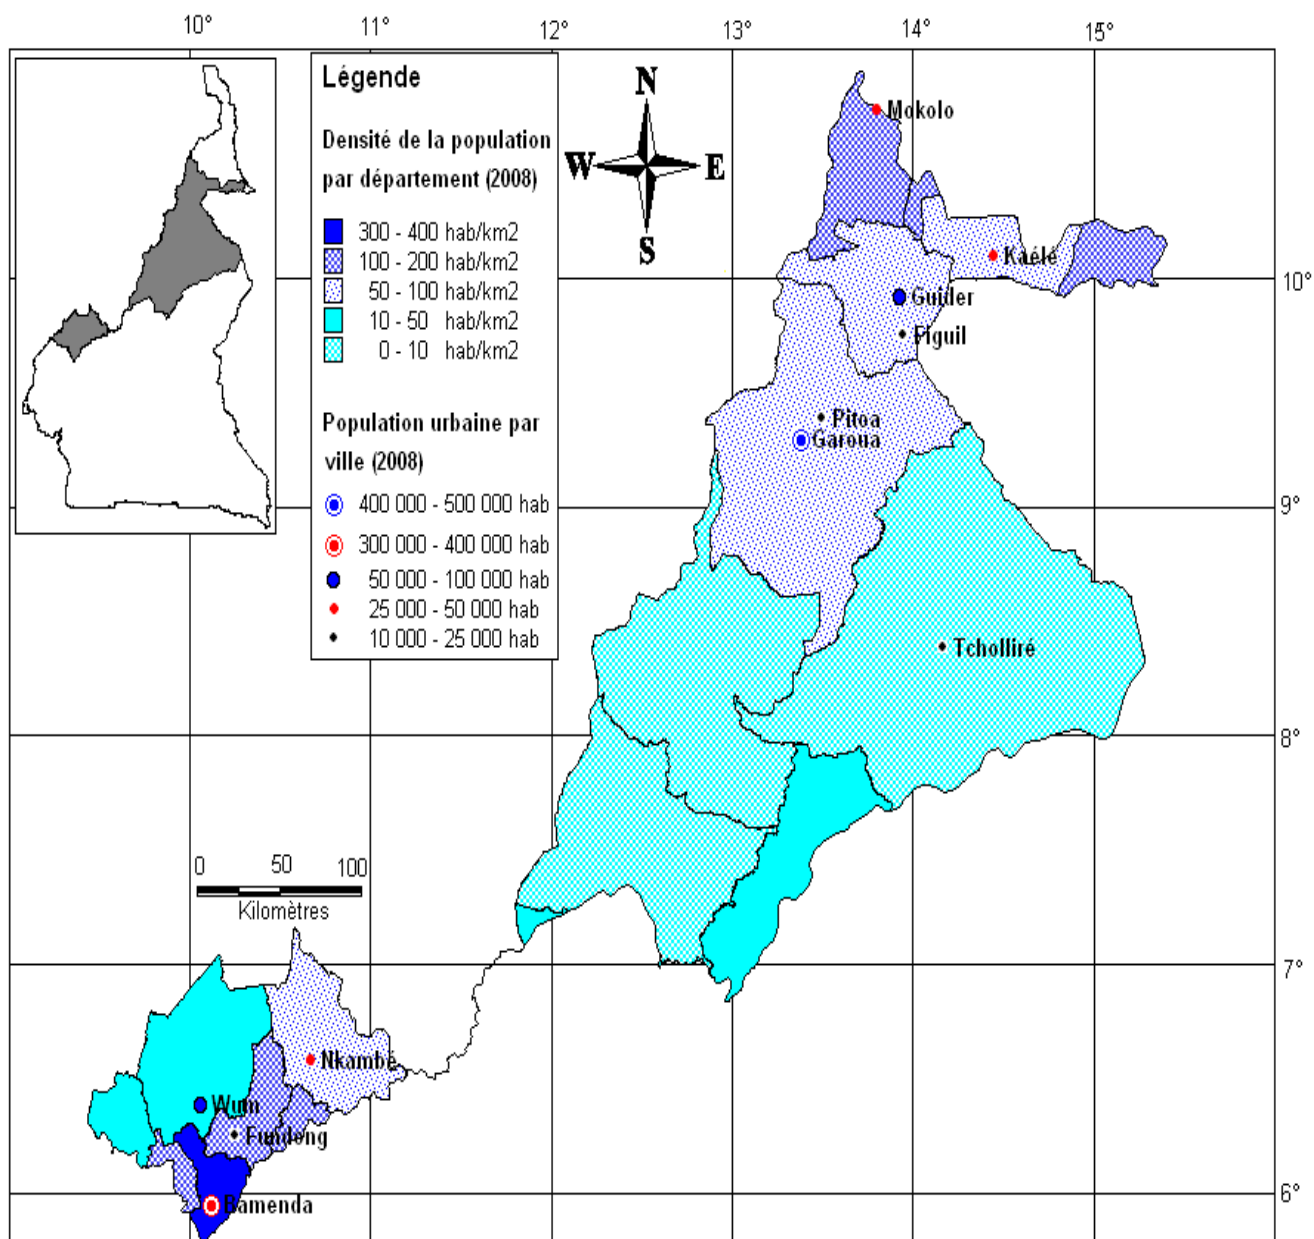 10° 11° 12° 13° 14° 15°
Légende
Densité de la population
par département (2008)
300 - 400 hab/km2
100 - 200 hab/km2
50 - 100 hab/km2
10 - 50 hab/km2
0 - 10 hab/km2
Population urbaine par
ville (2008)
400 000 - 500 000 hab
300 000 - 400 000 hab
50 000 - 100 000 hab
25 000 - 50 000 hab
10 000 - 25 000 hab
N
W E
S
Mokolo
Kaélé
10°
Guider
Figuil
Pitoa
Garoua
9°
Tcholliré
8°
0 50 100
Kilomètres
7°
Nkambé
Wum
Fundong
6°
Bamenda